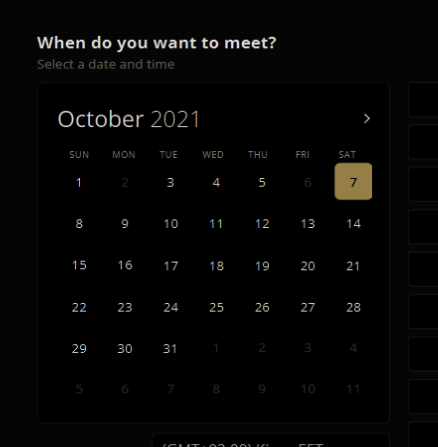 When do you want to meet?
Select a date and time
October 2021
SUN MON TUE WED THU FRI SAT
1 2 3 4 5 6 7
8 9 10 11 12 13 14
15 16 17 18 19 20 21
22 23 24 25 26 27 28
29 30 31 1 2 3 4
5 6 7 8 9 10 11